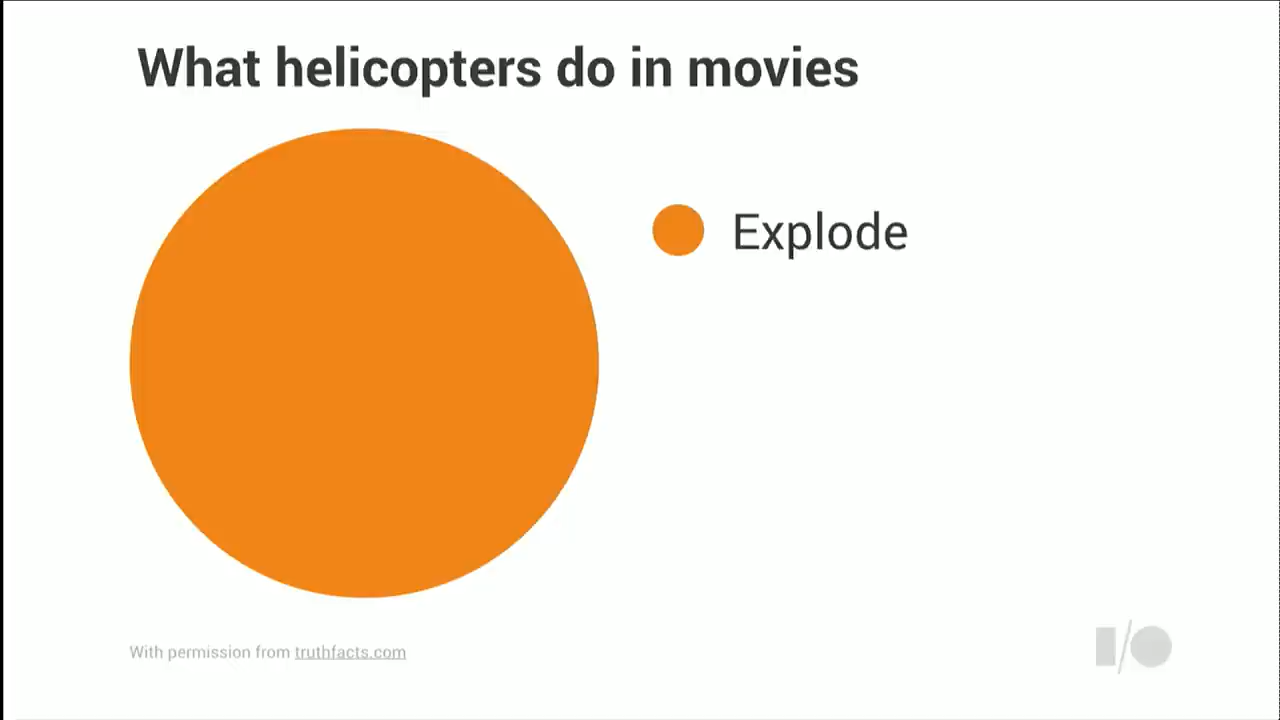 What helicopters do in movies
Explode
With permission from truthfacts.com
I/O